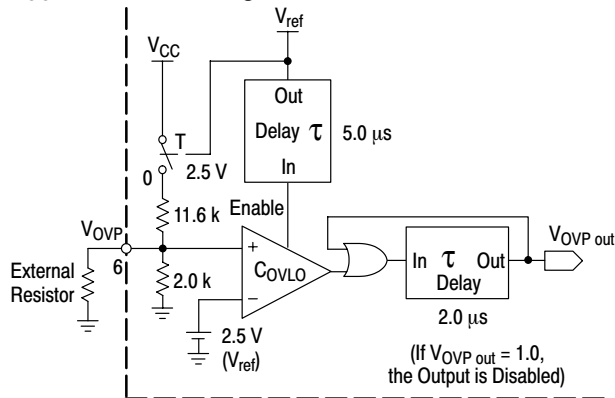 V_ref
V_CC
Out
Delay τ
In
5.0 μs
T
0
2.5 V
11.6 k
Enable
V_OVP
6
External
Resistor
2.0 k
+
C_OVLO
–
2.5 V
(V_ref)
In τ Out
Delay
2.0 μs
V_OVP out
(If V_OVP out = 1.0,
the Output is Disabled)